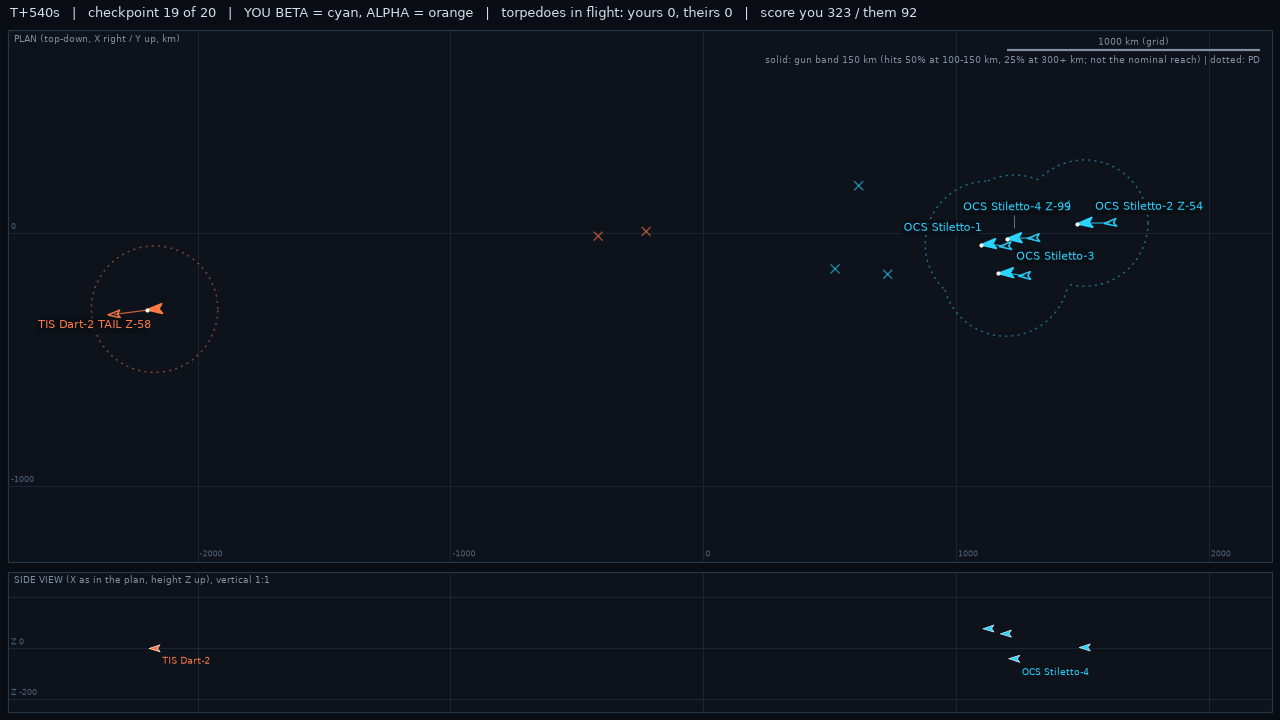 T+540s | checkpoint 19 of 20 | YOU BETA = cyan, ALPHA = orange | torpedoes in flight: yours 0, theirs 0 | score you 323 / them 92
PLAN (top-down, X right / Y up, km)
1000 km (grid)
solid: gun band 150 km (hits 50% at 100-150 km, 25% at 300+ km; not the nominal reach) | dotted: PD
OCS Stiletto-4 Z-99
OCS Stiletto-2 Z-54
0
OCS Stiletto-1
OCS Stiletto-3
TIS Dart-2 TAIL Z-58
-1000
-2000
-1000
0
1000
2000
SIDE VIEW (X as in the plan, height Z up), vertical 1:1
Z 0
TIS Dart-2
OCS Stiletto-4
Z -200